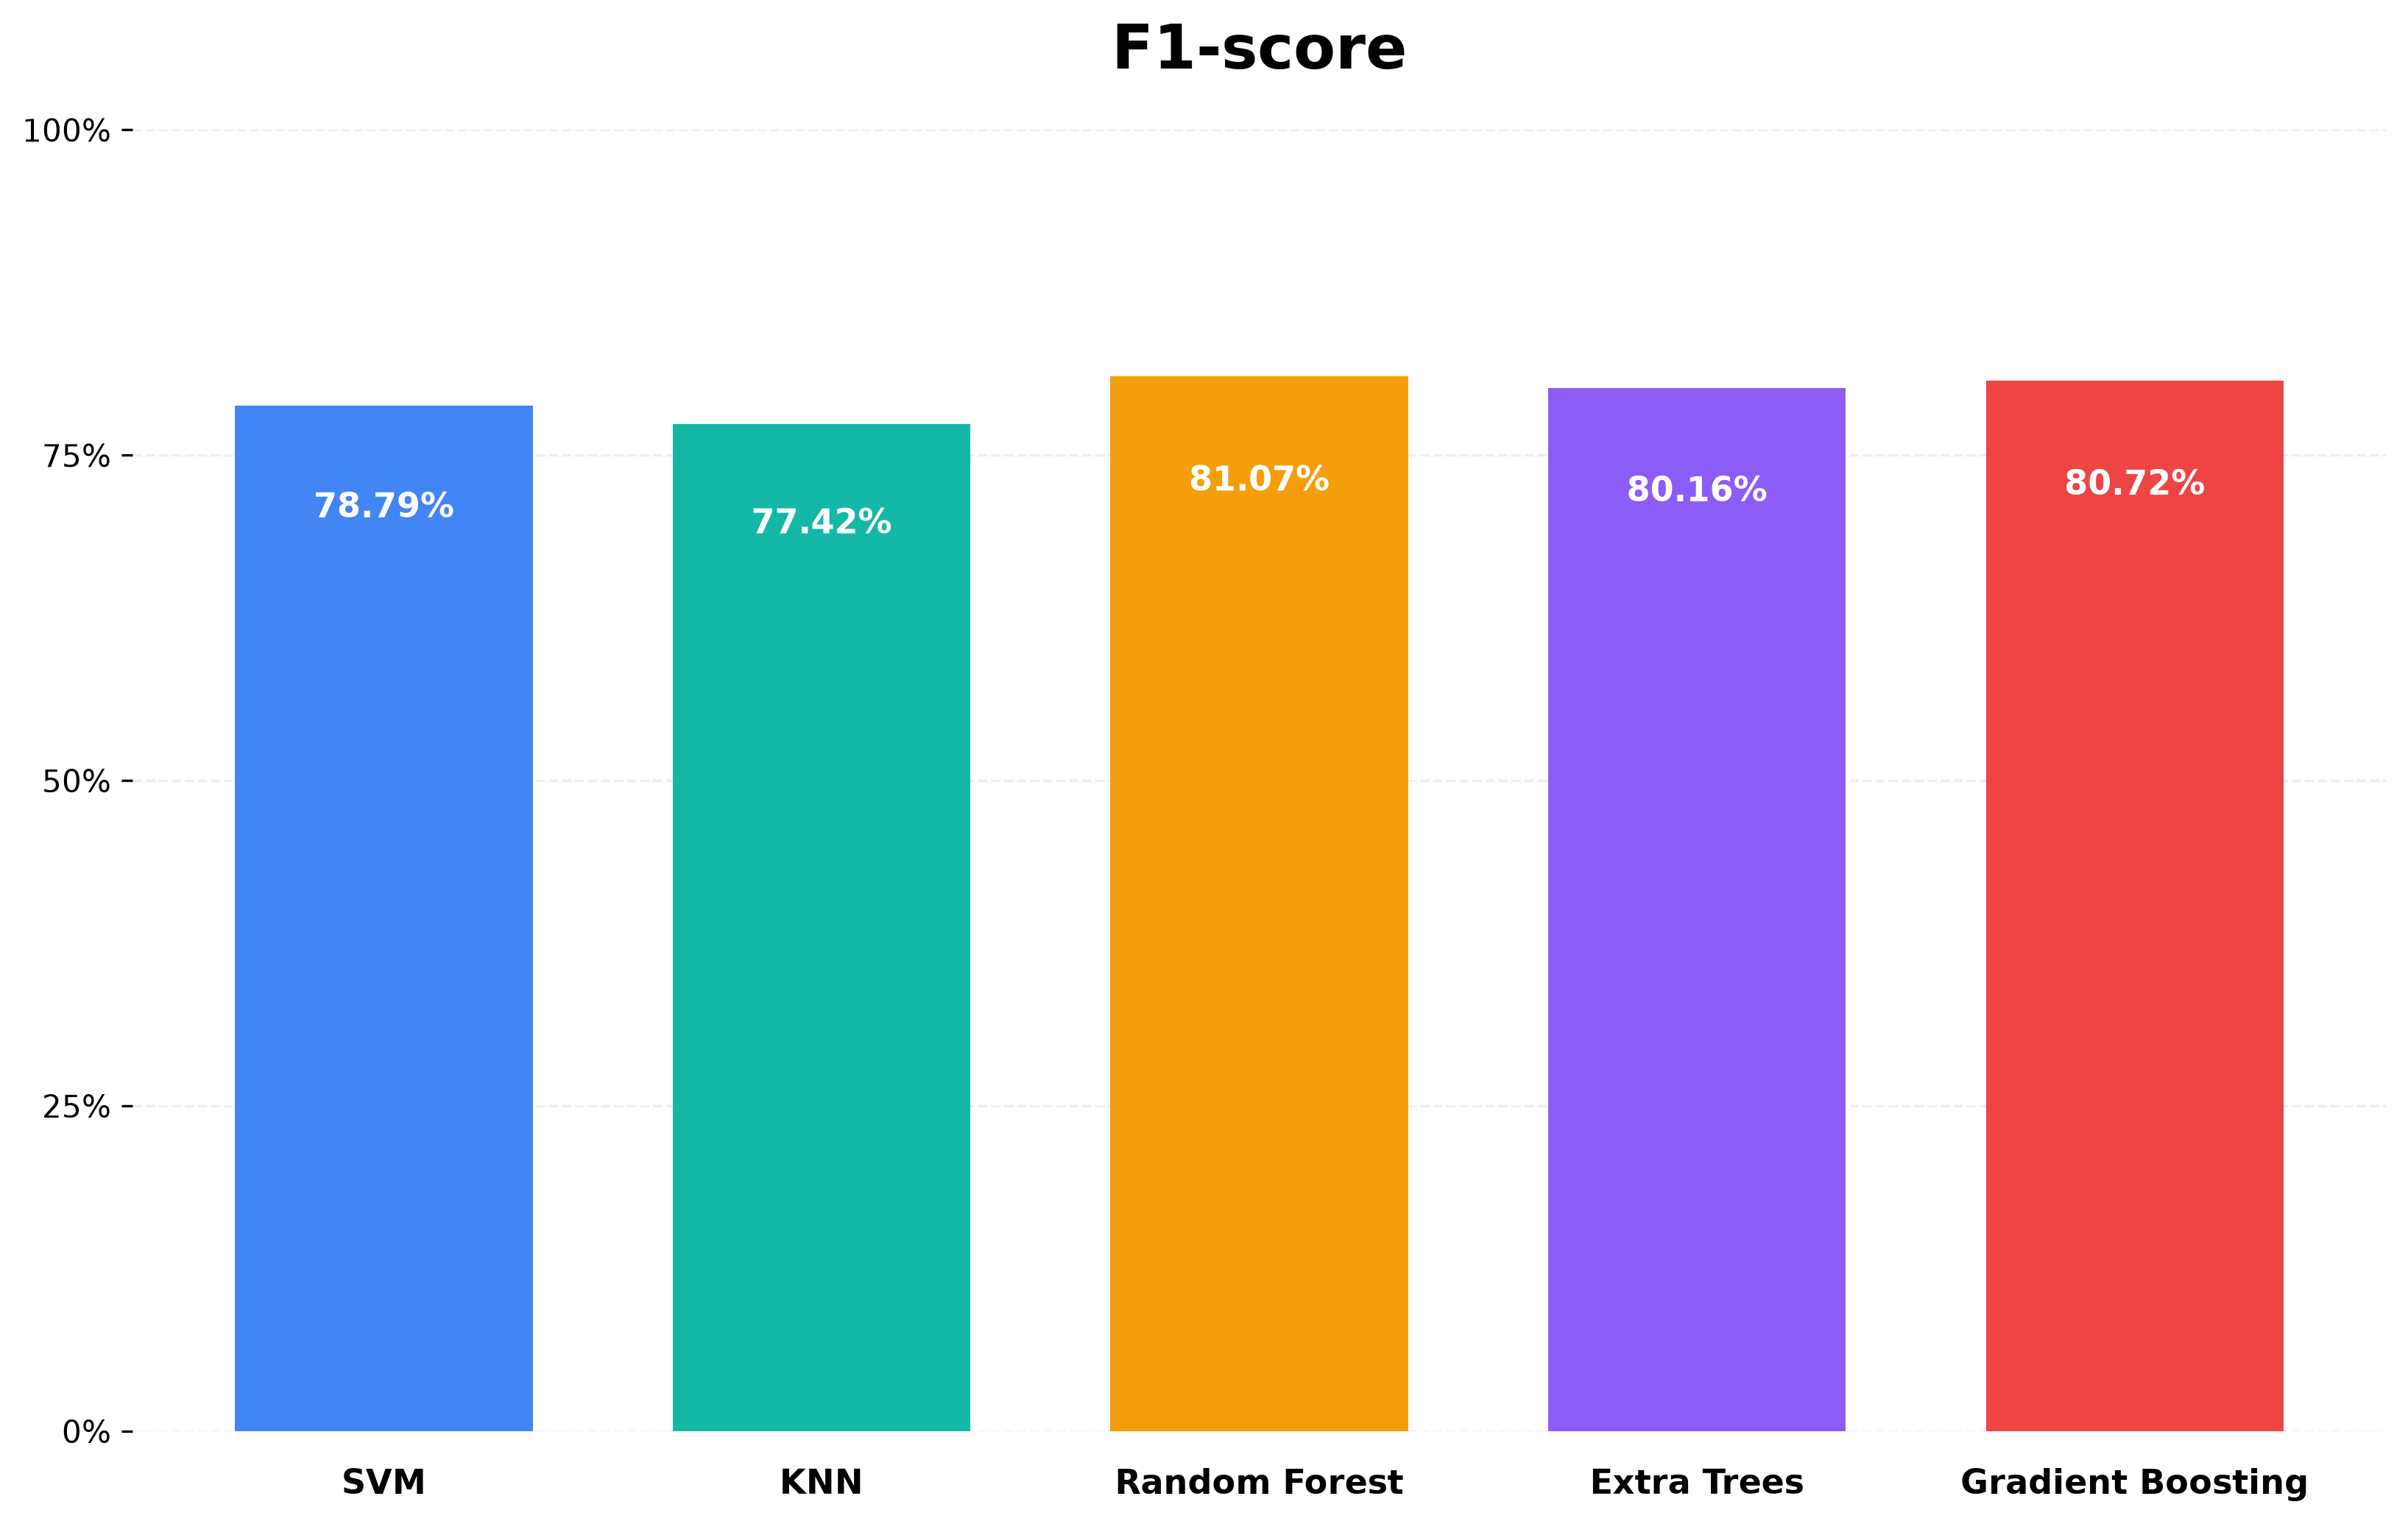 F1-score
100%
75%
50%
25%
0%
78.79%
77.42%
81.07%
80.16%
80.72%
SVM
KNN
Random Forest
Extra Trees
Gradient Boosting